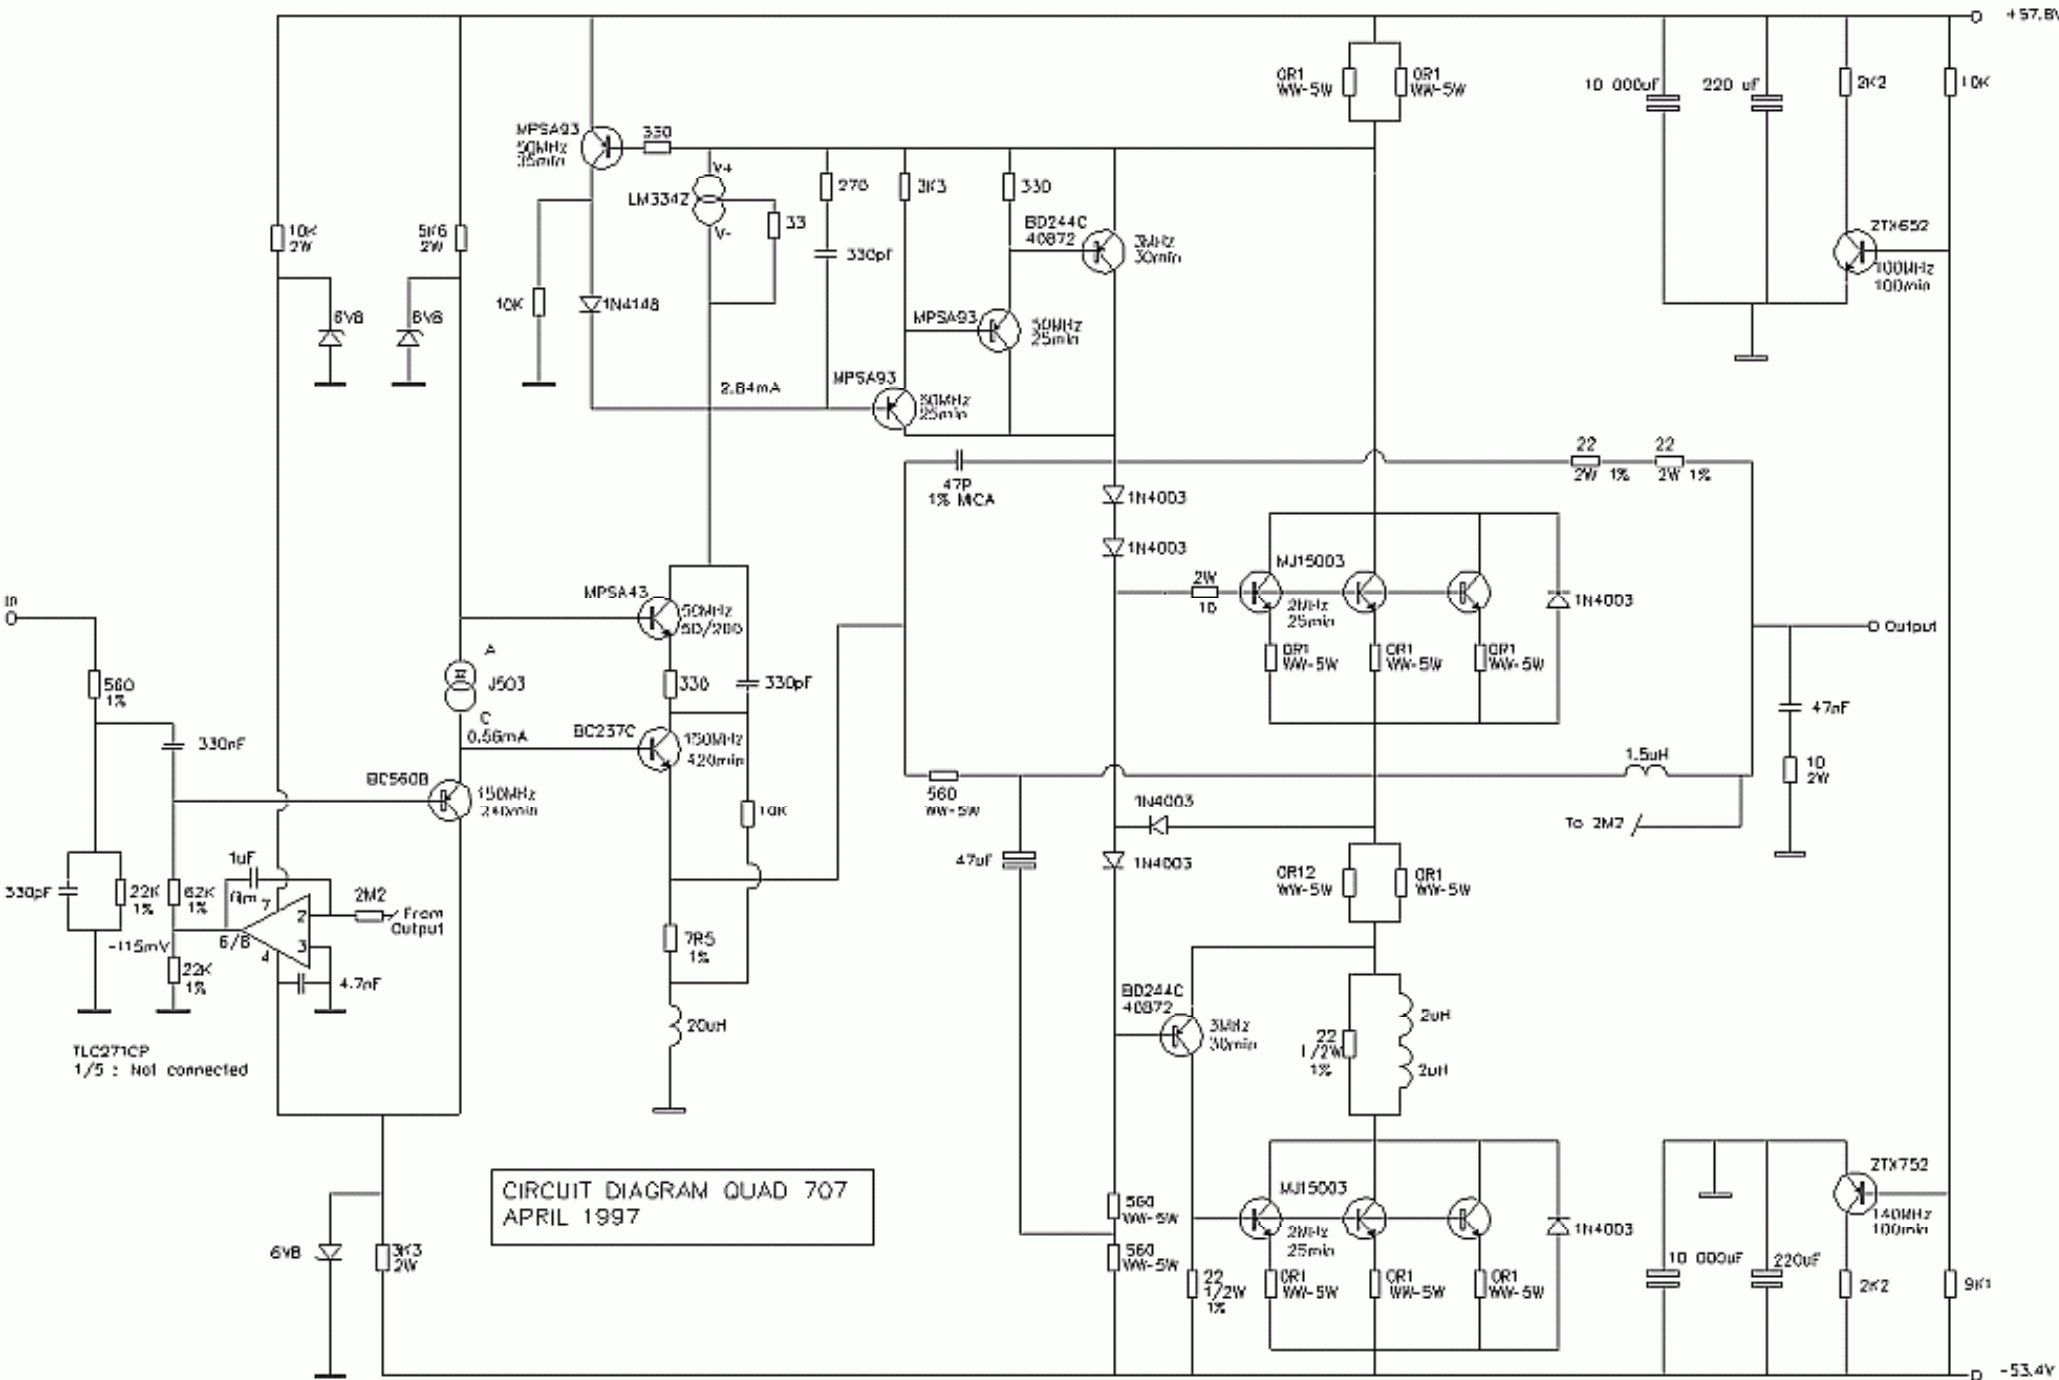 +57.8V
0R1
WW-5W
0R1
WW-5W
10 000uF
220 uF
2K2
10K
MPSA93
50MHz
35min
330
V+
LM334Z
V-
33
270
330pF
3K3
330
BD244C
40872
3MHz
30min
ZTX652
100MHz
100min
10K
2W
5K6
2W
6V8
6V8
10K
1N4148
MPSA93
50MHz
25min
2.84mA
MPSA93
50MHz
25min
47P
1% MICA
22
2W 1%
22
2W 1%
1N4003
1N4003
In
MPSA43
50MHz
50/200
2W
10
MJ15003
2MHz
25min
0R1
WW-5W
0R1
WW-5W
0R1
WW-5W
1N4003
Output
560
1%
A
J503
C
0.56mA
330
330pF
BC237C
150MHz
420min
330nF
BC560B
150MHz
240min
10K
560
WW-5W
1.5uH
47nF
10
2W
To 2M2
1N4003
1N4003
47uF
0R12
WW-5W
0R1
WW-5W
330pF
22K
1%
62K
1%
1uF
7
2
3
6/8
4
2M2
From
Output
-115mV
22K
1%
4.7nF
7R5
1%
20uH
TLC271CP
1/5 : Not connected
BD244C
40872
3MHz
30min
22
1/2W
1%
2uH
2uH
CIRCUIT DIAGRAM QUAD 707
APRIL 1997
6V8
3K3
2W
560
WW-5W
560
WW-5W
22
1/2W
1%
MJ15003
2MHz
25min
0R1
WW-5W
0R1
WW-5W
0R1
WW-5W
1N4003
10 000uF
220uF
2K2
ZTX752
140MHz
100min
9K1
-53.4V